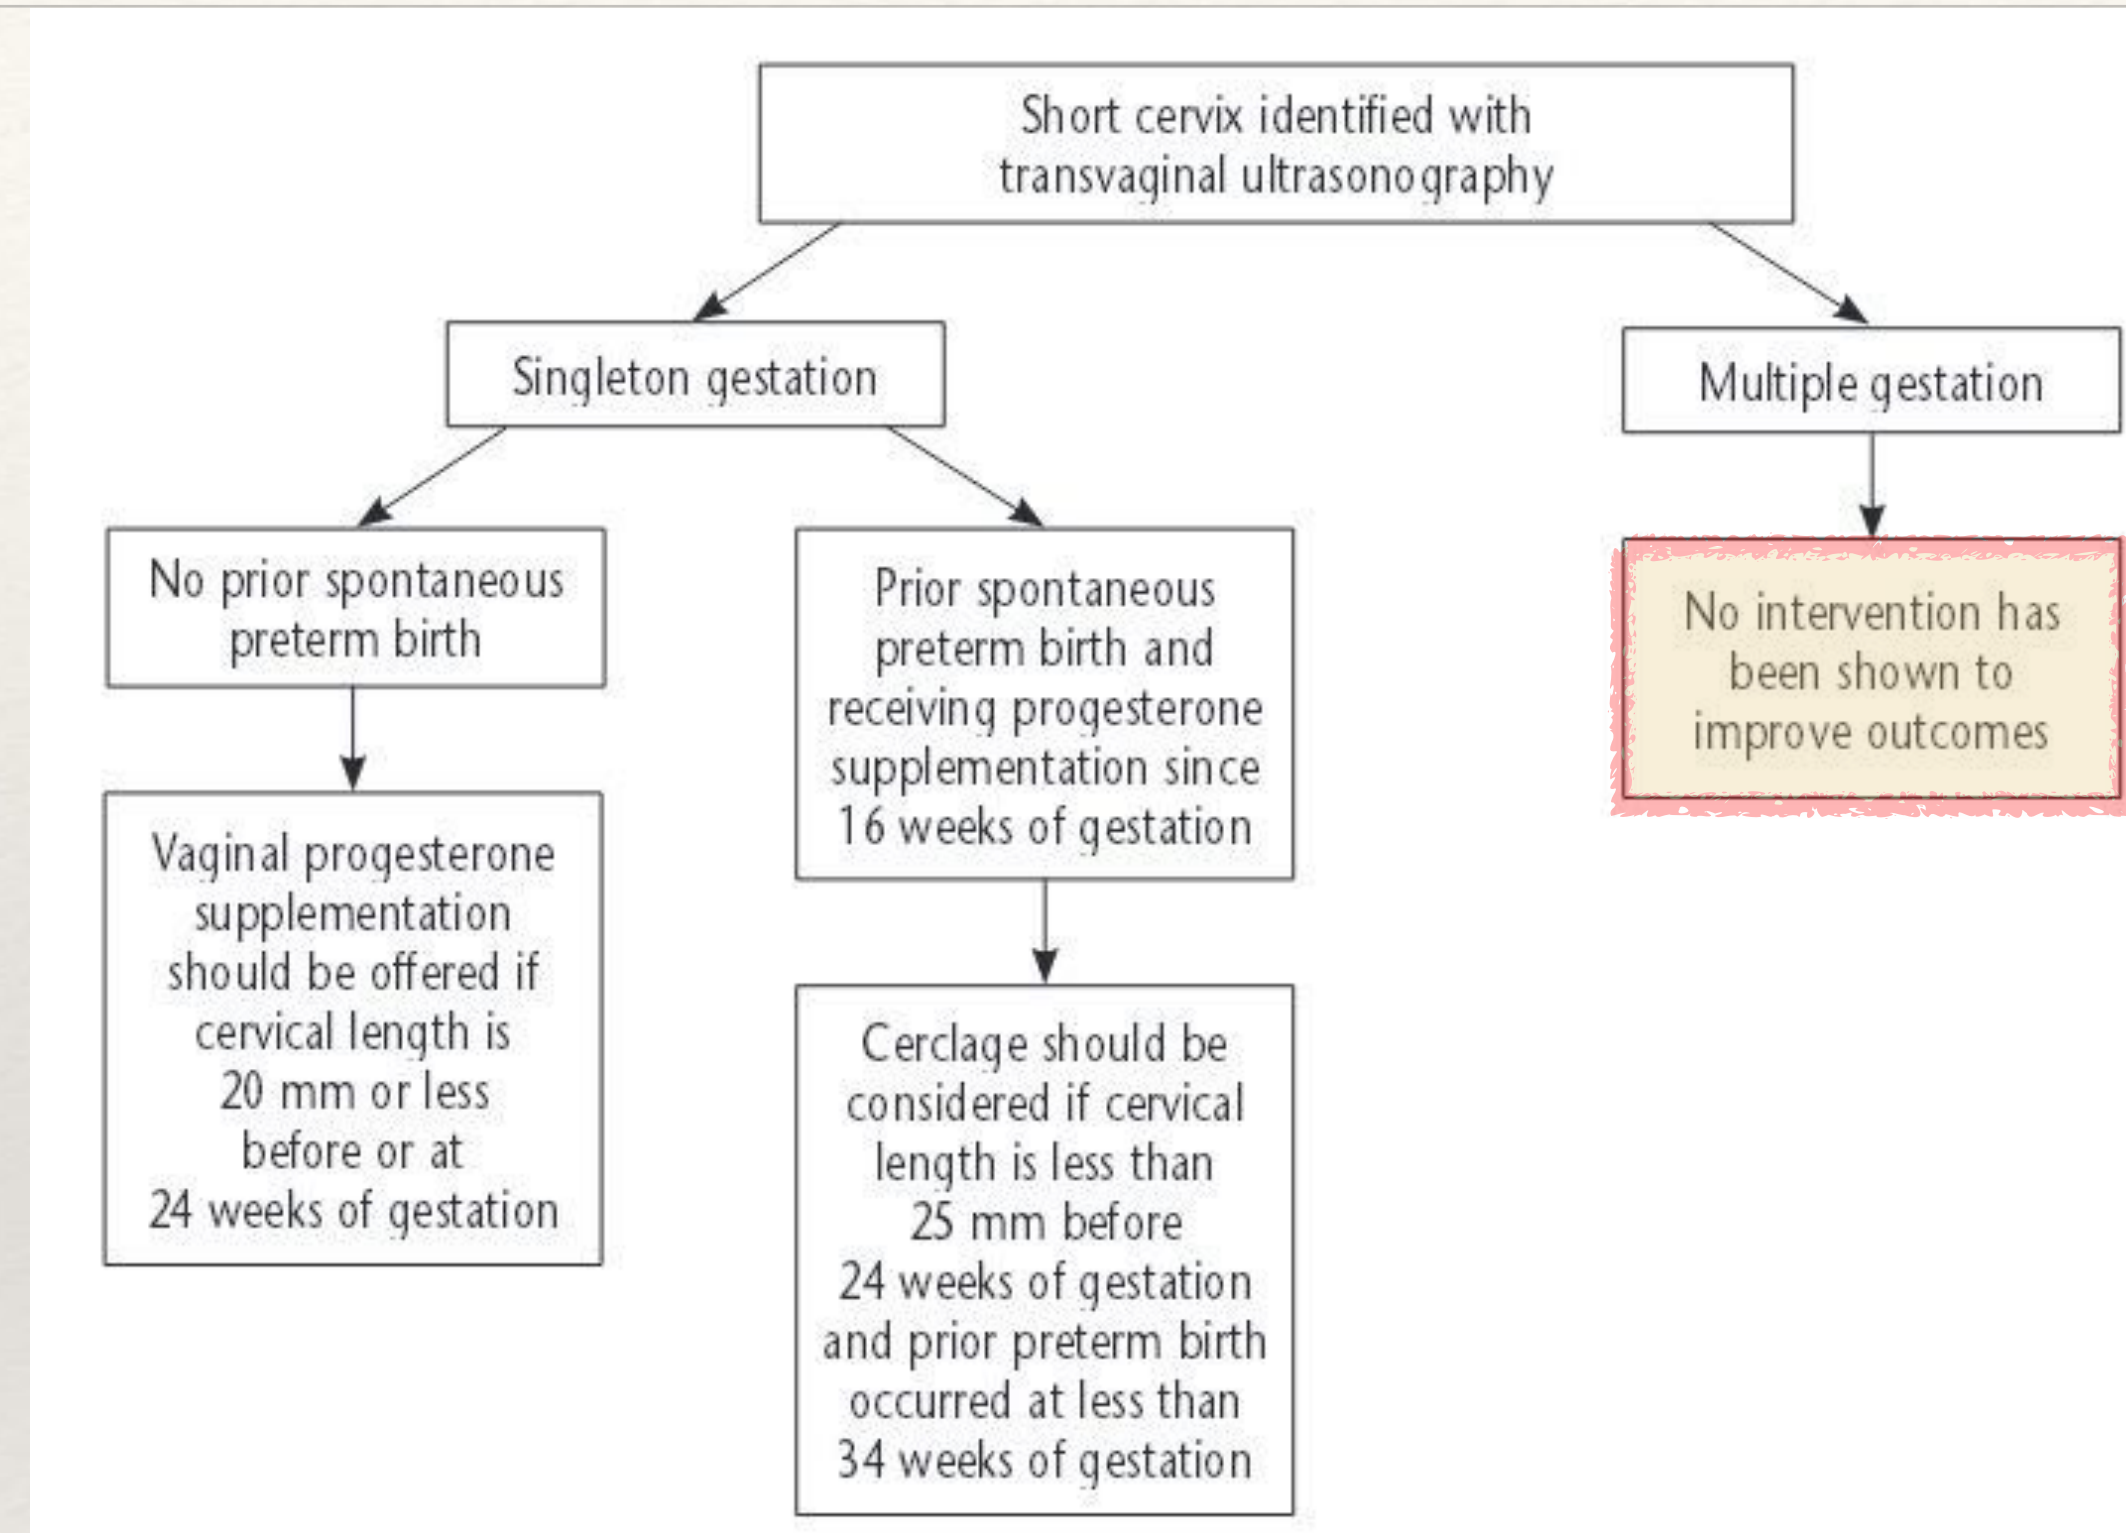 Short cervix identified with
transvaginal ultrasonography
Singleton gestation
Multiple gestation
No prior spontaneous
preterm birth
Prior spontaneous
preterm birth and
receiving progesterone
supplementation since
16 weeks of gestation
No intervention has
been shown to
improve outcomes
Vaginal progesterone
supplementation
should be offered if
cervical length is
20 mm or less
before or at
24 weeks of gestation
Cerclage should be
considered if cervical
length is less than
25 mm before
24 weeks of gestation
and prior preterm birth
occurred at less than
34 weeks of gestation